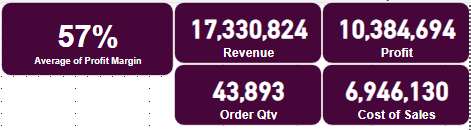 57%
Average of Profit Margin
17,330,824
Revenue
10,384,694
Profit
43,893
Order Qty
6,946,130
Cost of Sales